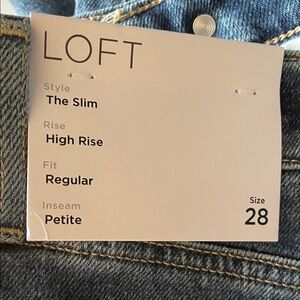 LOFT
Style
The Slim
Rise
High Rise
Fit
Regular
Inseam
Petite
Size
28